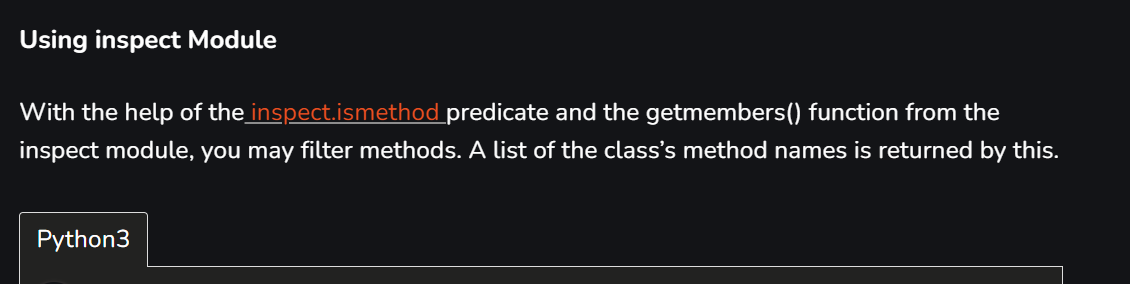 Using inspect Module
With the help of the inspect.ismethod predicate and the getmembers() function from the
inspect module, you may filter methods. A list of the class’s method names is returned by this.
Python3